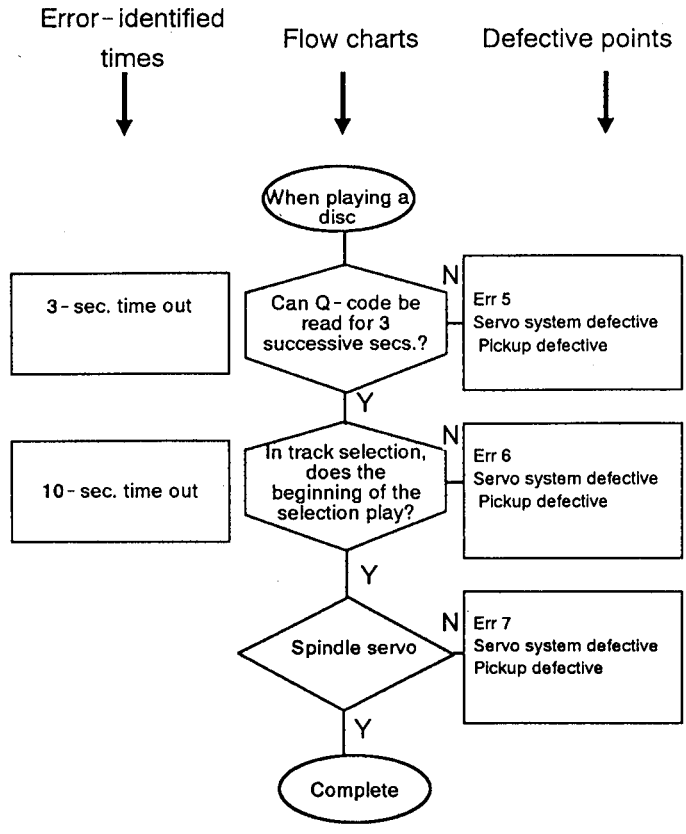 Error-identified
times
Flow charts
Defective points
When playing a
disc
3-sec. time out
Can Q-code be
read for 3
successive secs.?
N
Err 5
Servo system defective
Pickup defective
Y
10-sec. time out
In track selection,
does the
beginning of the
selection play?
N
Err 6
Servo system defective
Pickup defective
Y
Spindle servo
N
Err 7
Servo system defective
Pickup defective
Y
Complete